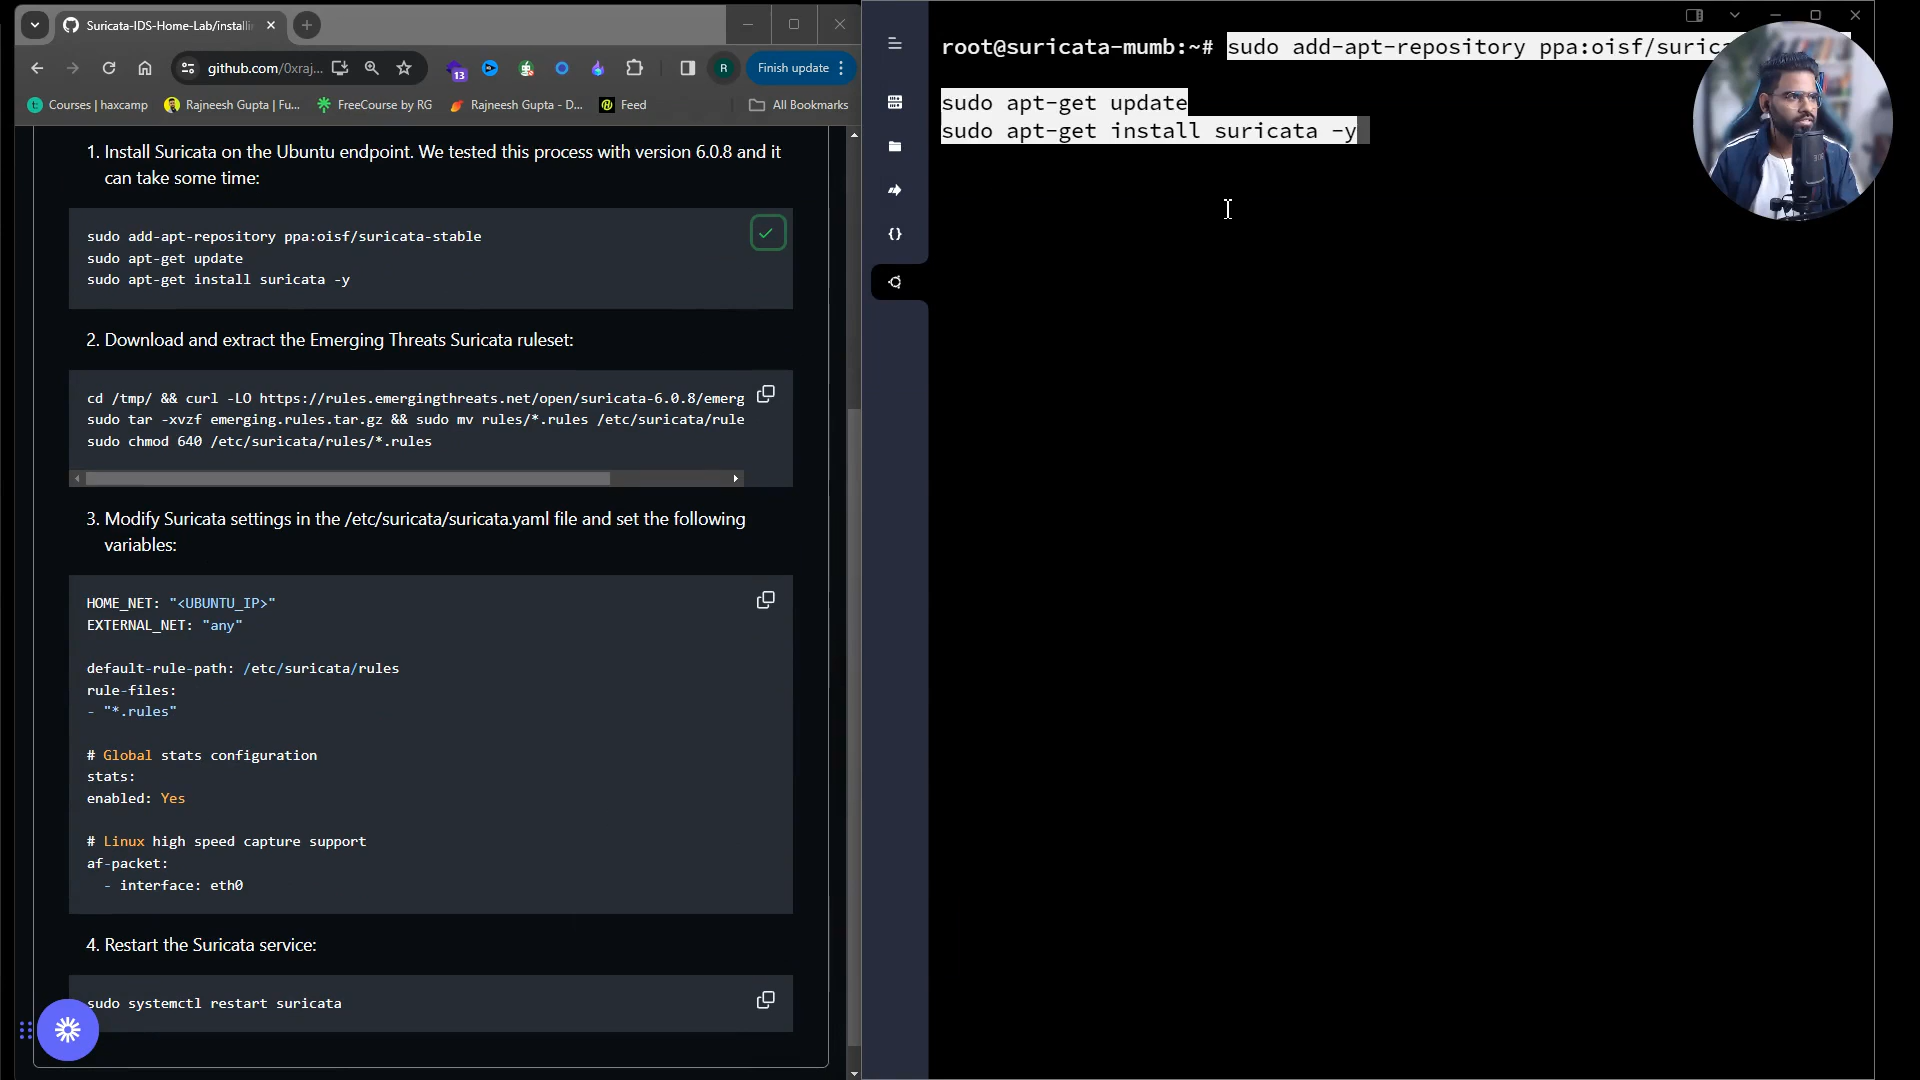 Suricata-IDS-Home-Lab/installi
github.com/0xraj...
13
R
Finish update
Courses | haxcamp
Rajneesh Gupta | Fu...
FreeCourse by RG
Rajneesh Gupta - D...
Feed
All Bookmarks
1. Install Suricata on the Ubuntu endpoint. We tested this process with version 6.0.8 and it
can take some time:
sudo add-apt-repository ppa:oisf/suricata-stable
sudo apt-get update
sudo apt-get install suricata -y
2. Download and extract the Emerging Threats Suricata ruleset:
cd /tmp/ && curl -LO https://rules.emergingthreats.net/open/suricata-6.0.8/emerg
sudo tar -xvzf emerging.rules.tar.gz && sudo mv rules/*.rules /etc/suricata/rule
sudo chmod 640 /etc/suricata/rules/*.rules
3. Modify Suricata settings in the /etc/suricata/suricata.yaml file and set the following
variables:
HOME_NET: "<UBUNTU_IP>"
EXTERNAL_NET: "any"
default-rule-path: /etc/suricata/rules
rule-files:
- "*.rules"
# Global stats configuration
stats:
enabled: Yes
# Linux high speed capture support
af-packet:
- interface: eth0
4. Restart the Suricata service:
sudo systemctl restart suricata
root@suricata-mumb:~# sudo add-apt-repository ppa:oisf/surica
sudo apt-get update
sudo apt-get install suricata -y